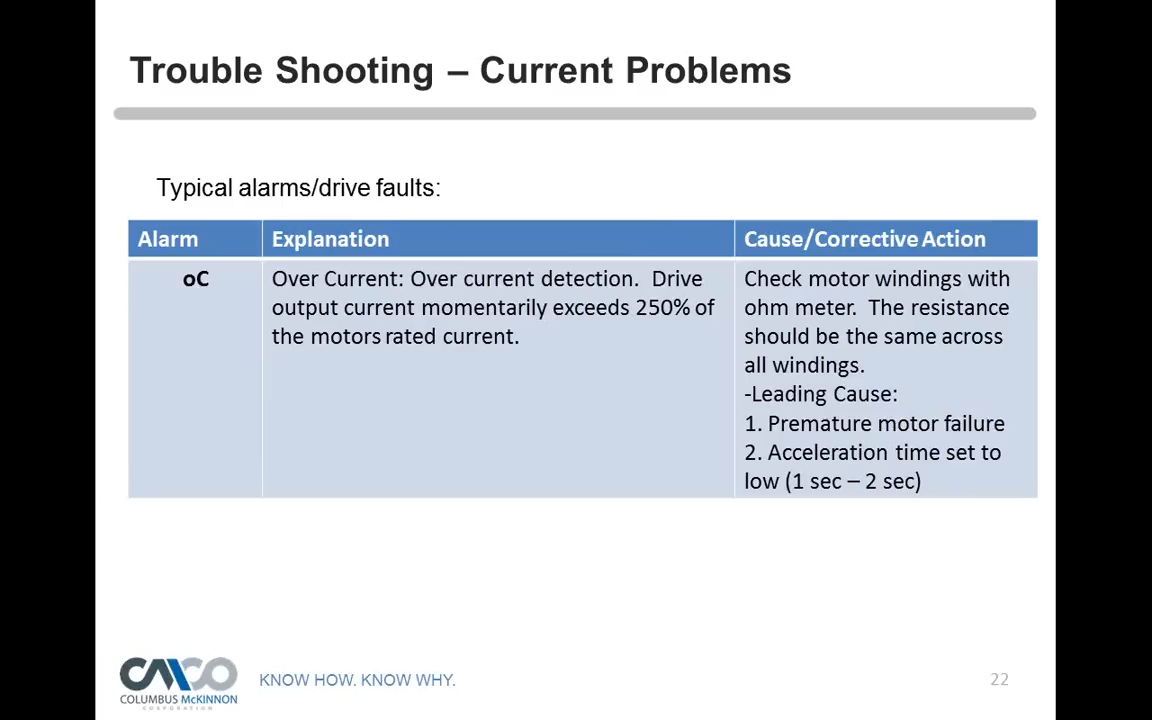 Trouble Shooting – Current Problems
Typical alarms/drive faults:
Alarm
Explanation
Cause/Corrective Action
oC
Over Current: Over current detection.  Drive
output current momentarily exceeds 250% of
the motors rated current.
Check motor windings with
ohm meter.  The resistance
should be the same across
all windings.
-Leading Cause:
1. Premature motor failure
2. Acceleration time set to
low (1 sec – 2 sec)
CMCO
COLUMBUS McKINNON
CORPORATION
KNOW HOW. KNOW WHY.
22